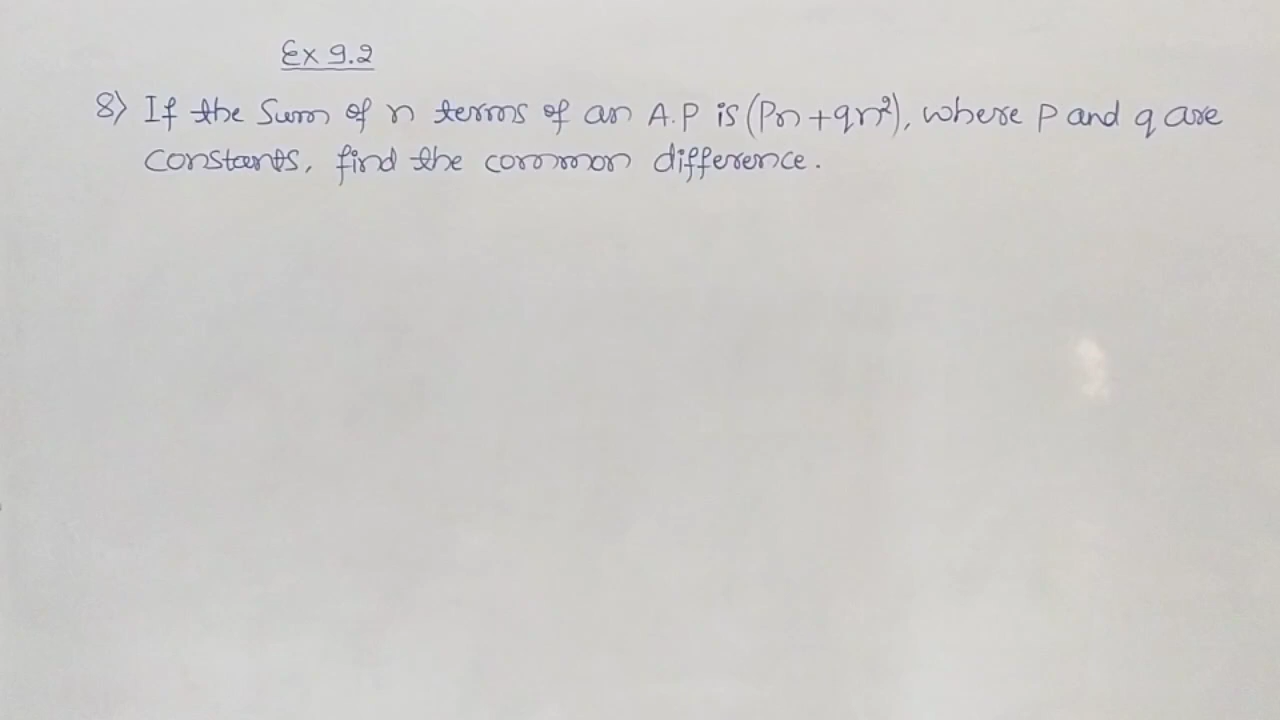 Ex 9.2
8) If the Sum of n terms of an A.P is (Pn+qn²), where P and q are
constants, find the common difference.